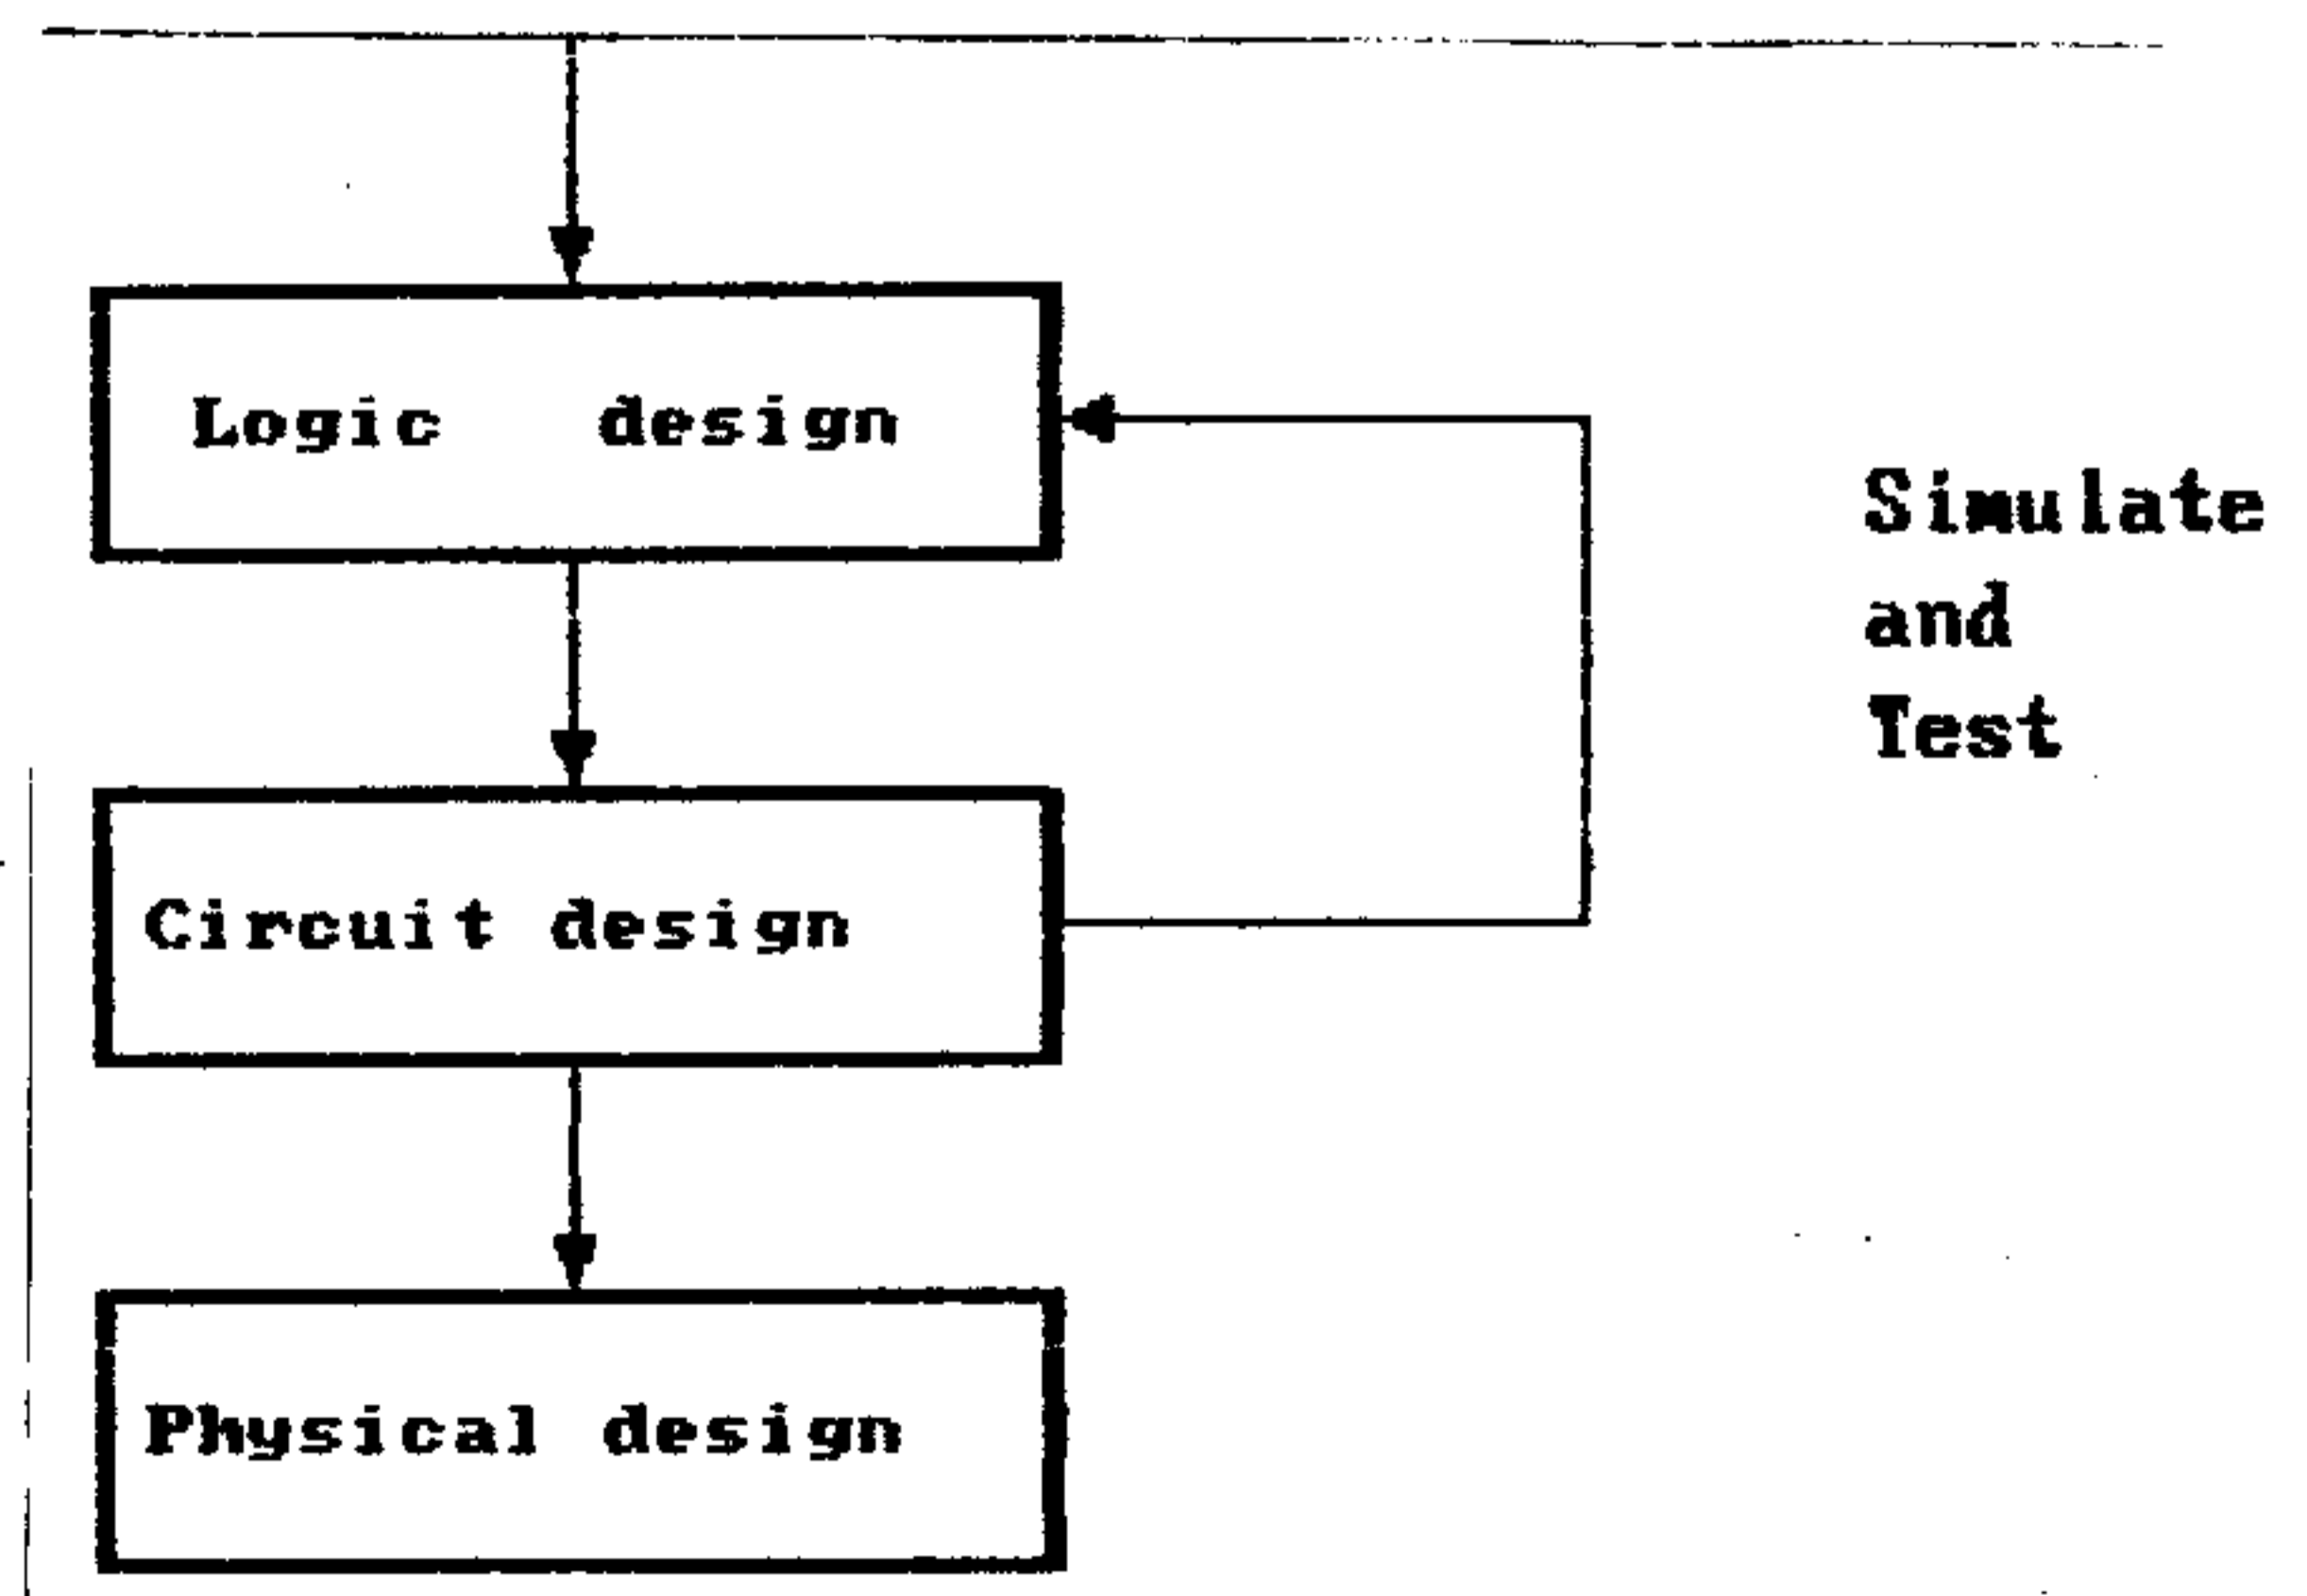 Logic design
Simulate
and
Test
Circuit design
Physical design